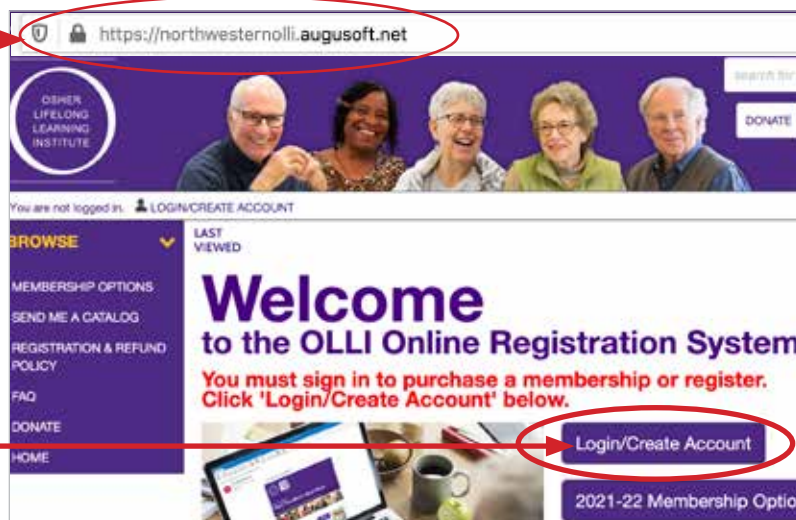 https://northwesternolli.augusoft.net
OSHER
LIFELONG
LEARNING
INSTITUTE
search for
DONATE
You are not logged in. LOGIN/CREATE ACCOUNT
BROWSE
MEMBERSHIP OPTIONS
SEND ME A CATALOG
REGISTRATION & REFUND
POLICY
FAQ
DONATE
HOME
LAST
VIEWED
Welcome
to the OLLI Online Registration System
You must sign in to purchase a membership or register.
Click 'Login/Create Account' below.
Login/Create Account
2021-22 Membership Optio